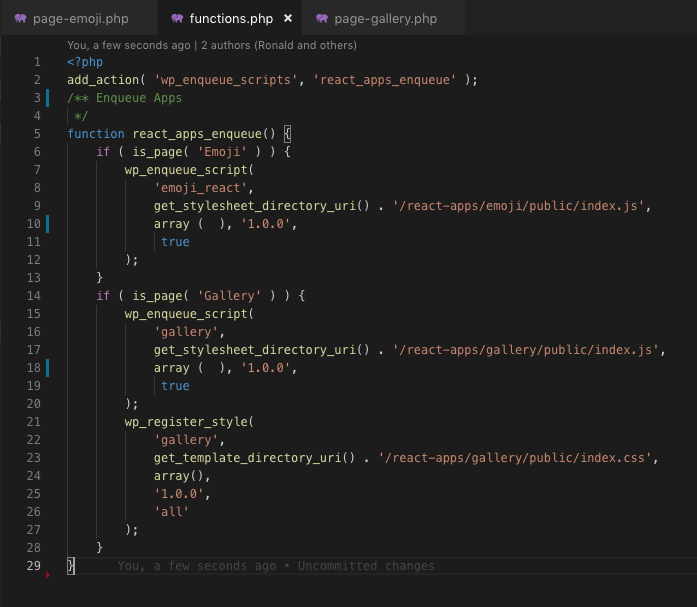 page-emoji.php functions.php × page-gallery.php
You, a few seconds ago | 2 authors (Ronald and others)
1 <?php
2 add_action( 'wp_enqueue_scripts', 'react_apps_enqueue' );
3 /** Enqueue Apps
4  */
5 function react_apps_enqueue() {
6     if ( is_page( 'Emoji' ) ) {
7         wp_enqueue_script(
8             'emoji_react',
9             get_stylesheet_directory_uri() . '/react-apps/emoji/public/index.js',
10             array (  ), '1.0.0',
11              true
12         );
13     }
14     if ( is_page( 'Gallery' ) ) {
15         wp_enqueue_script(
16             'gallery',
17             get_stylesheet_directory_uri() . '/react-apps/gallery/public/index.js',
18             array (  ), '1.0.0',
19              true
20         );
21         wp_register_style(
22             'gallery',
23             get_template_directory_uri() . '/react-apps/gallery/public/index.css',
24             array(),
25             '1.0.0',
26             'all'
27         );
28     }
29 } You, a few seconds ago • Uncommitted changes